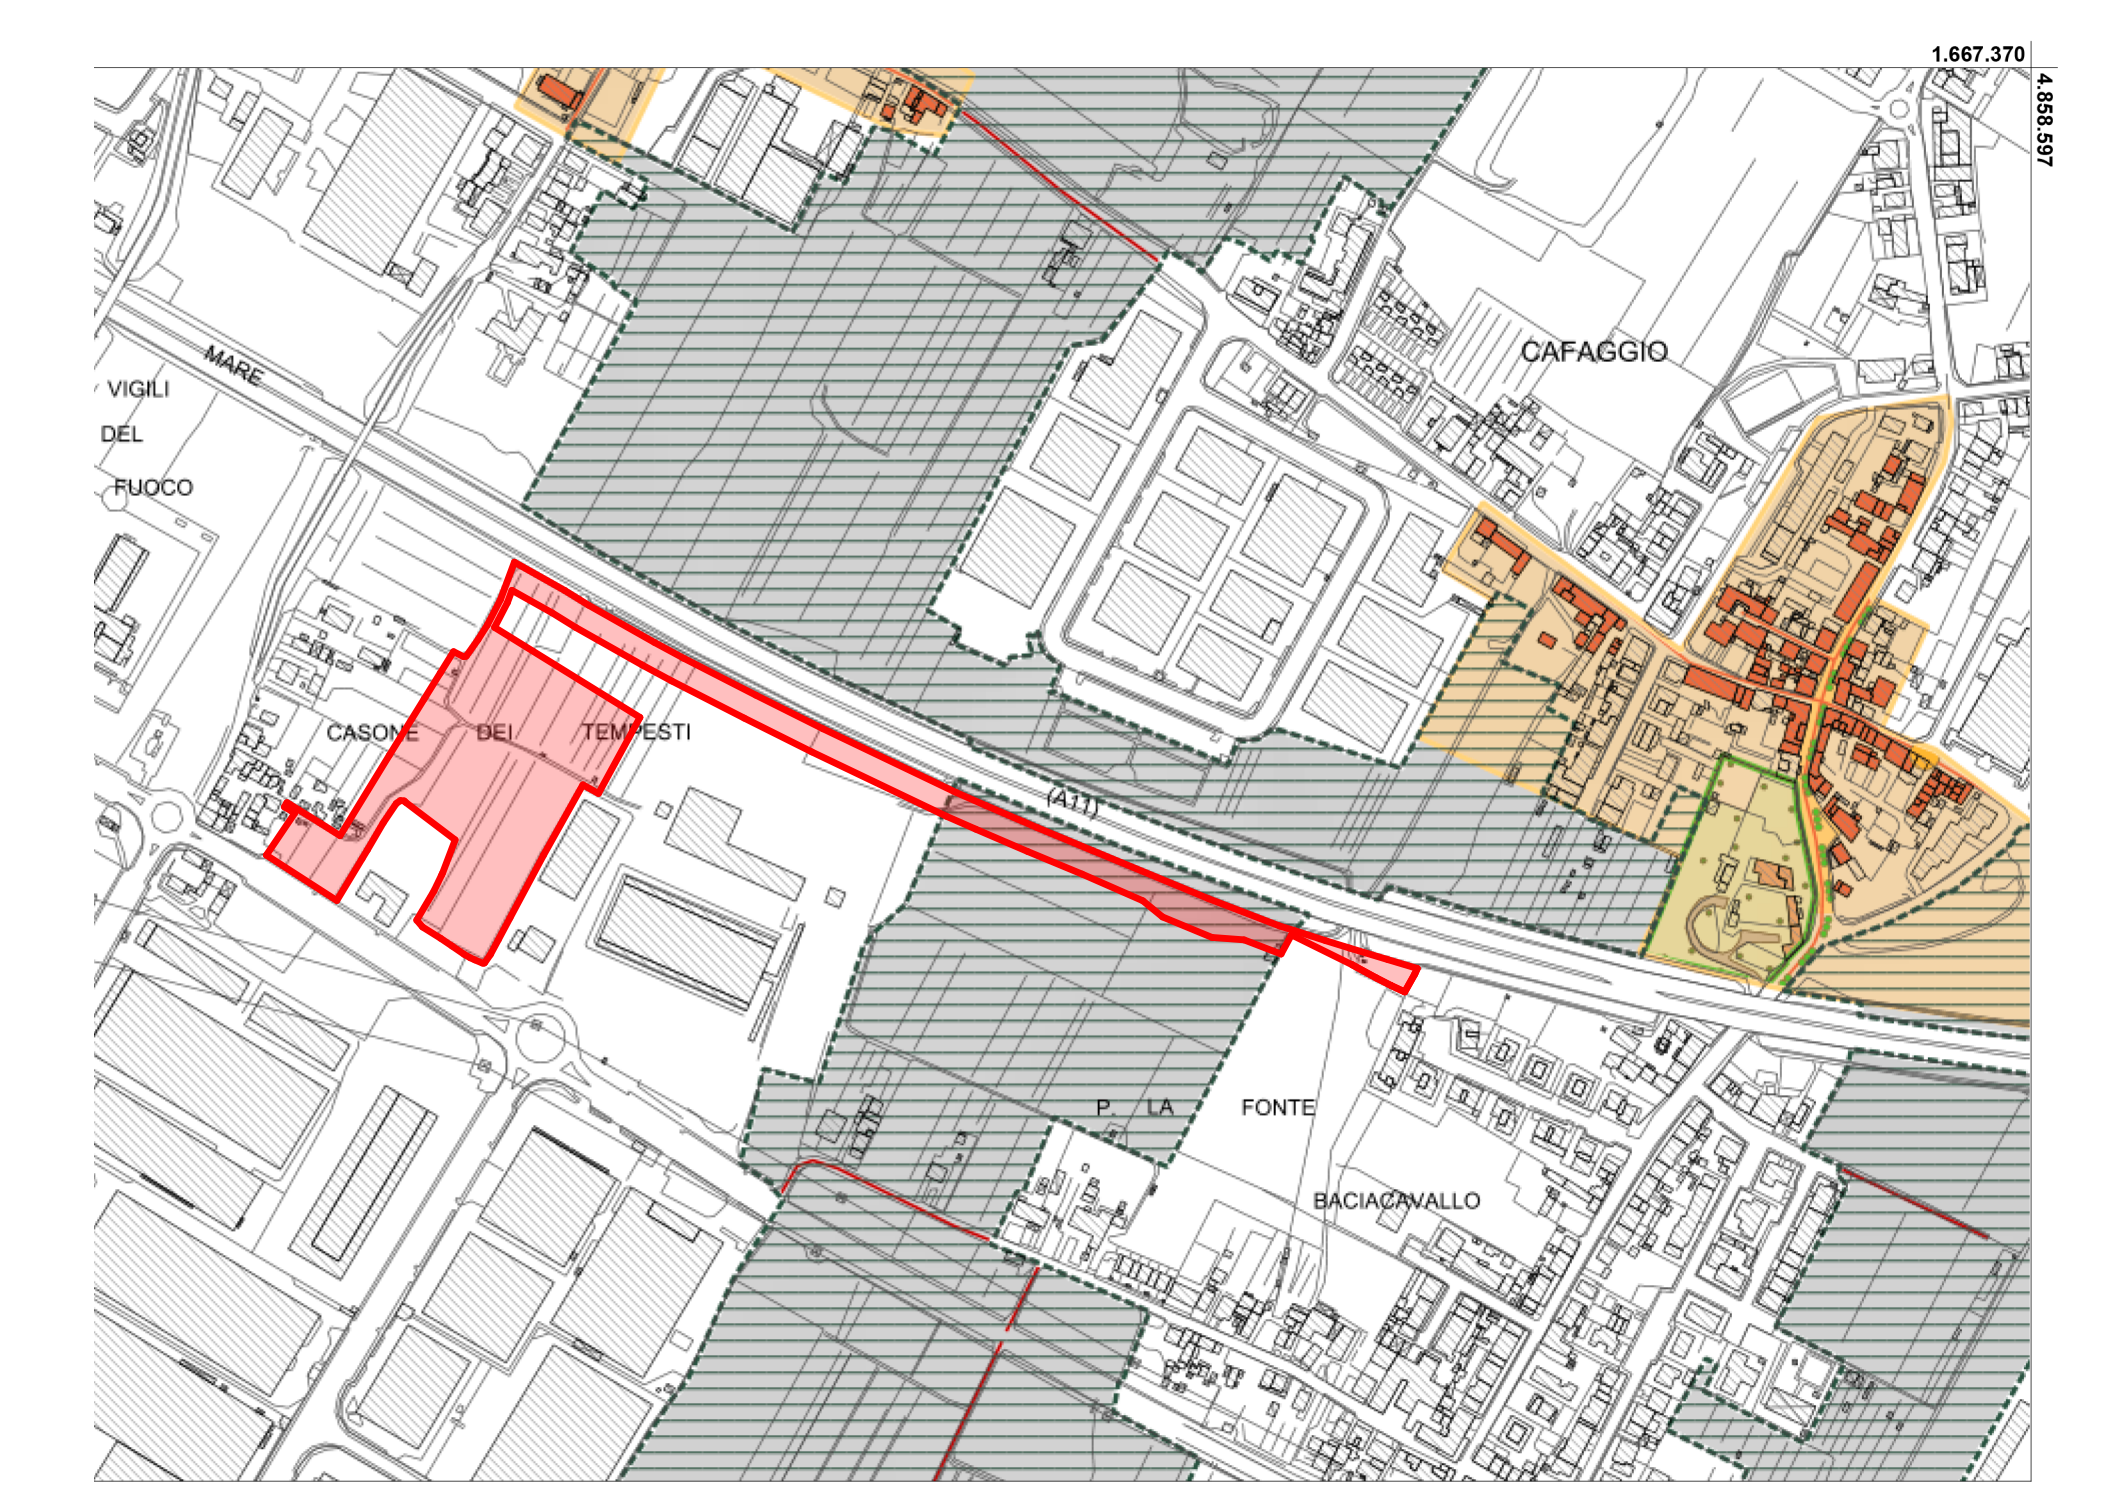 1.667.370
4.858.597
MARE
VIGILI
DEL
FUOCO
CAFAGGIO
CASONE DEI TEMPESTI
(A11)
P. LA FONTE
BACIACAVALLO